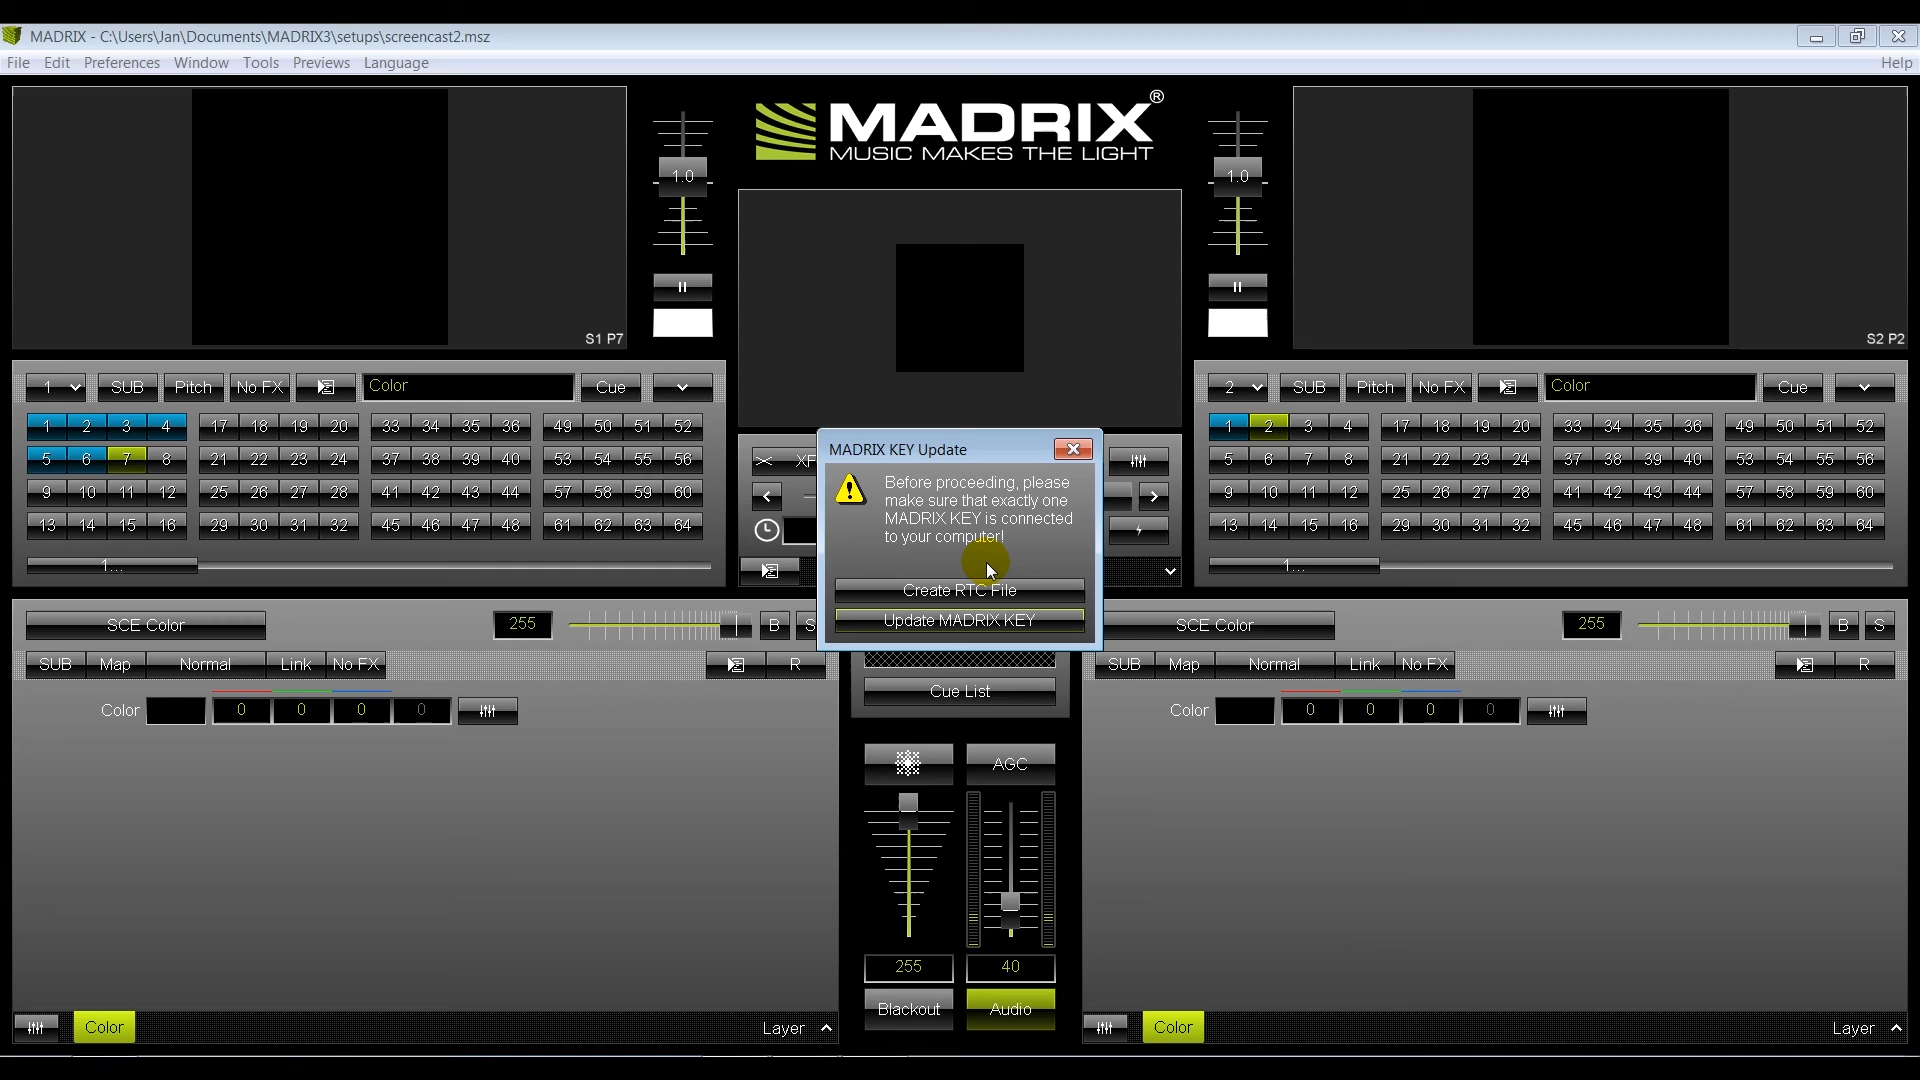 MADRIX - C:\Users\Jan\Documents\MADRIX3\setups\screencast2.msz
File Edit Preferences Window Tools Previews Language Help
MADRIX®
MUSIC MAKES THE LIGHT
1.0
1.0
S1 P7
S2 P2
1 SUB Pitch No FX Color Cue
1 2 3 4 17 18 19 20 33 34 35 36 49 50 51 52
5 6 7 8 21 22 23 24 37 38 39 40 53 54 55 56
9 10 11 12 25 26 27 28 41 42 43 44 57 58 59 60
13 14 15 16 29 30 31 32 45 46 47 48 61 62 63 64
1...
XF
MADRIX KEY Update
Before proceeding, please
make sure that exactly one
MADRIX KEY is connected
to your computer!
Create RTC File
Update MADRIX KEY
2 SUB Pitch No FX Color Cue
1 2 3 4 17 18 19 20 33 34 35 36 49 50 51 52
5 6 7 8 21 22 23 24 37 38 39 40 53 54 55 56
9 10 11 12 25 26 27 28 41 42 43 44 57 58 59 60
13 14 15 16 29 30 31 32 45 46 47 48 61 62 63 64
1...
SCE Color 255 B S
SUB Map Normal Link No FX R
Color 0 0 0 0
Cue List
AGC
255 40
Blackout Audio
SCE Color 255 B S
SUB Map Normal Link No FX R
Color 0 0 0 0
Color Layer
Color Layer